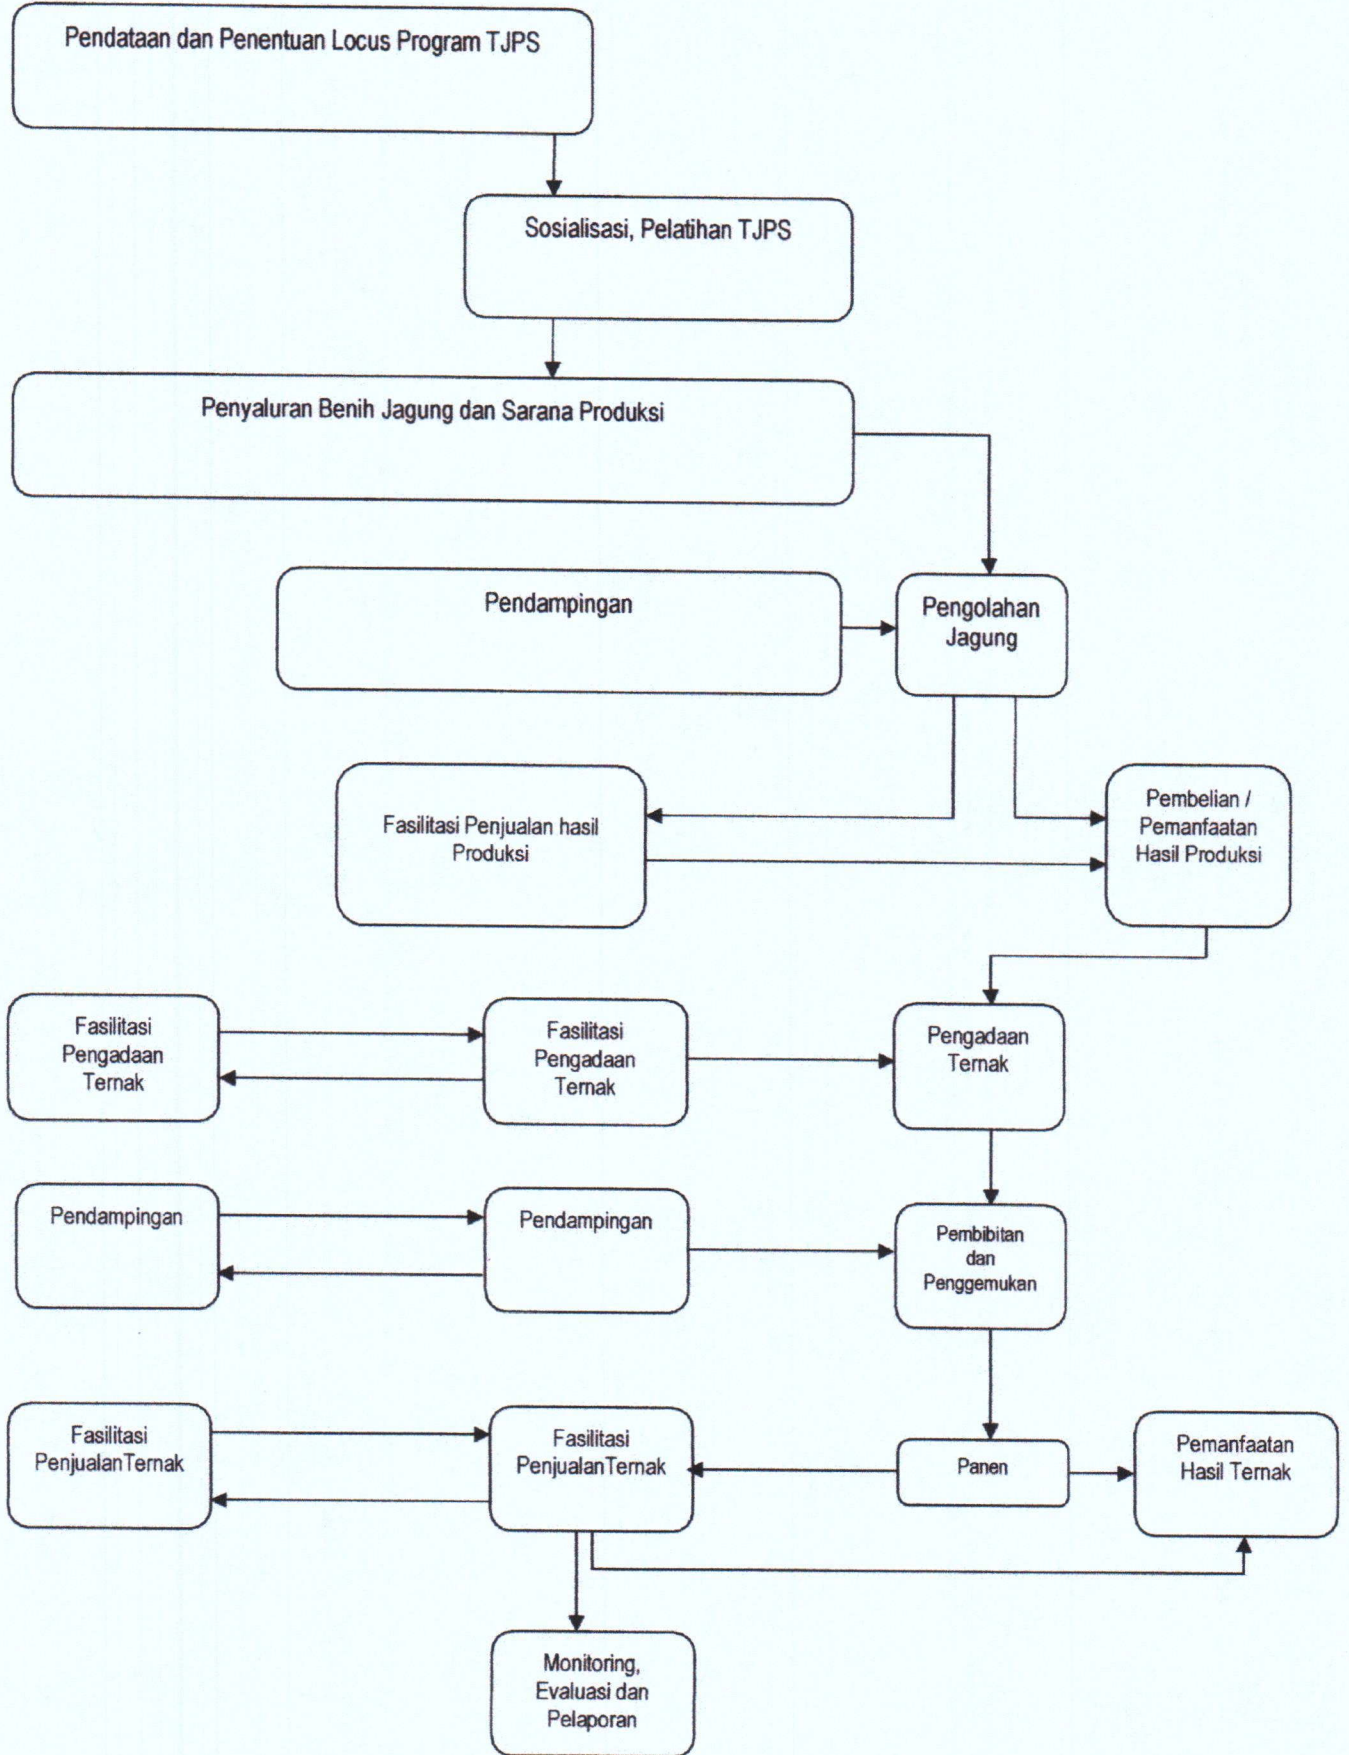 Pendataan dan Penentuan Locus Program TJPS
Sosialisasi, Pelatihan TJPS
Penyaluran Benih Jagung dan Sarana Produksi
Pendampingan
Pengolahan
Jagung
Fasilitasi Penjualan hasil
Produksi
Pembelian /
Pemanfaatan
Hasil Produksi
Fasilitasi
Pengadaan
Ternak
Fasilitasi
Pengadaan
Ternak
Pengadaan
Ternak
Pendampingan
Pendampingan
Pembibitan
dan
Penggemukan
Fasilitasi
PenjualanTernak
Fasilitasi
PenjualanTernak
Panen
Pemanfaatan
Hasil Ternak
Monitoring,
Evaluasi dan
Pelaporan